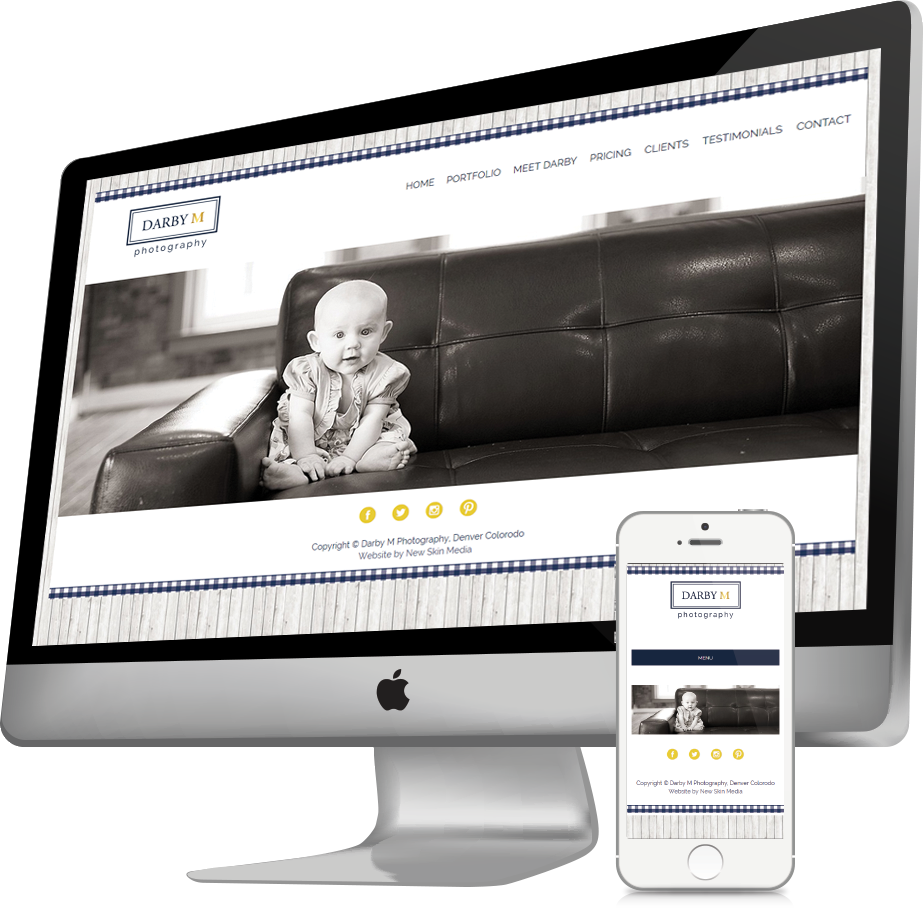 HOME PORTFOLIO MEET DARBY PRICING CLIENTS TESTIMONIALS CONTACT
DARBY M
photography
Copyright © Darby M Photography, Denver Colorodo
Website by New Skin Media
DARBY M
photography
MENU
Copyright © Darby M Photography, Denver Colorodo
Website by New Skin Media